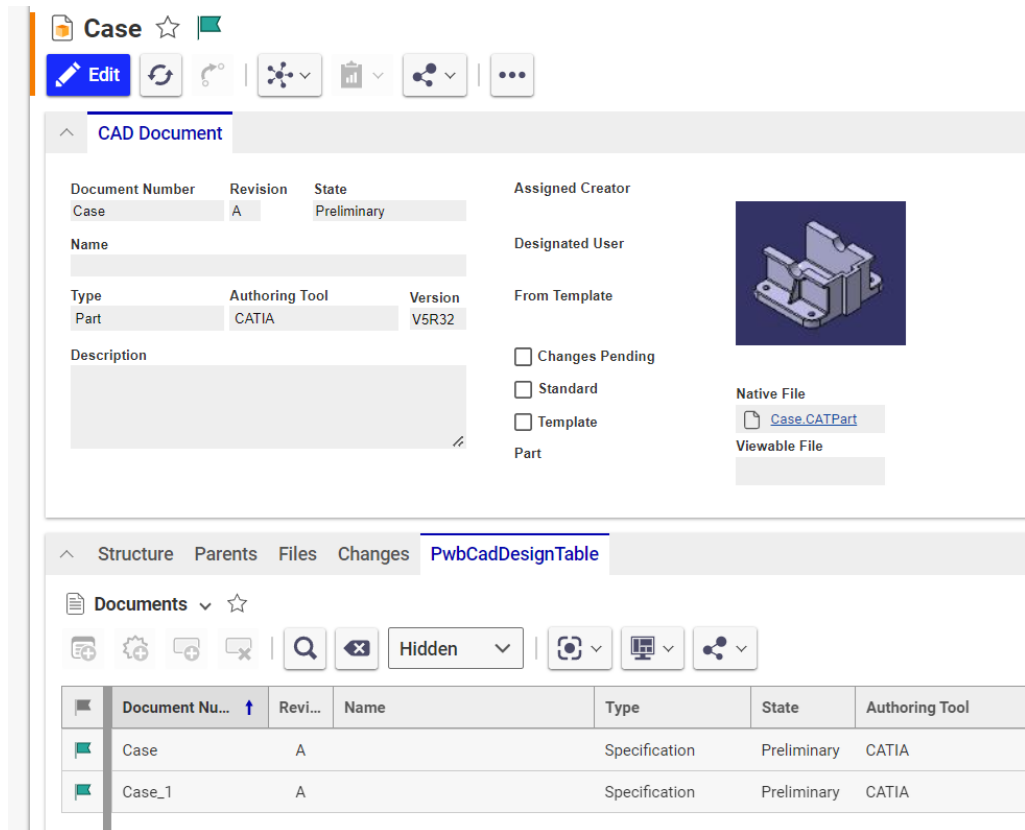 Case
Edit
CAD Document
Document Number Revision State
Case A Preliminary
Name
Type Authoring Tool Version
Part CATIA V5R32
Description
Assigned Creator
Designated User
From Template
Changes Pending
Standard
Template
Part
Native File
Case.CATPart
Viewable File
Structure Parents Files Changes PwbCadDesignTable
Documents
Hidden
Document Nu... Revi... Name Type State Authoring Tool
Case A Specification Preliminary CATIA
Case_1 A Specification Preliminary CATIA